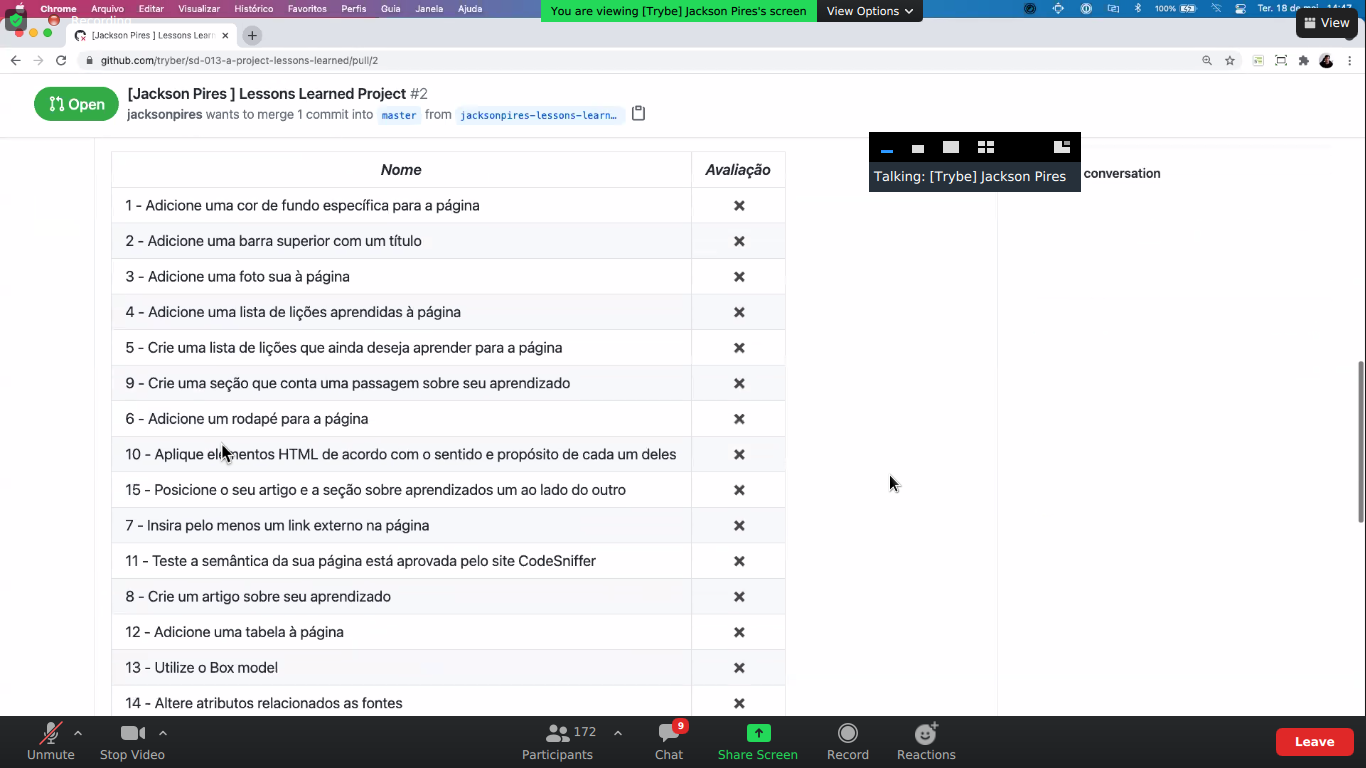 Chrome Arquivo Editar Visualizar Histórico Favoritos Perfis Guia Janela Ajuda
You are viewing [Trybe] Jackson Pires's screen
View Options
100%
Ter. 18 de
Recording
View
[Jackson Pires ] Lessons Lear
github.com/tryber/sd-013-a-project-lessons-learned/pull/2
Open
[Jackson Pires ] Lessons Learned Project #2
jacksonpires wants to merge 1 commit into master from jacksonpires-lessons-learn…
Talking: [Trybe] Jackson Pires
conversation
Nome Avaliação
1 - Adicione uma cor de fundo específica para a página
2 - Adicione uma barra superior com um título
3 - Adicione uma foto sua à página
4 - Adicione uma lista de lições aprendidas à página
5 - Crie uma lista de lições que ainda deseja aprender para a página
9 - Crie uma seção que conta uma passagem sobre seu aprendizado
6 - Adicione um rodapé para a página
10 - Aplique elementos HTML de acordo com o sentido e propósito de cada um deles
15 - Posicione o seu artigo e a seção sobre aprendizados um ao lado do outro
7 - Insira pelo menos um link externo na página
11 - Teste a semântica da sua página está aprovada pelo site CodeSniffer
8 - Crie um artigo sobre seu aprendizado
12 - Adicione uma tabela à página
13 - Utilize o Box model
14 - Altere atributos relacionados as fontes
Unmute
Stop Video
172
Participants
9
Chat
Share Screen
Record
Reactions
Leave